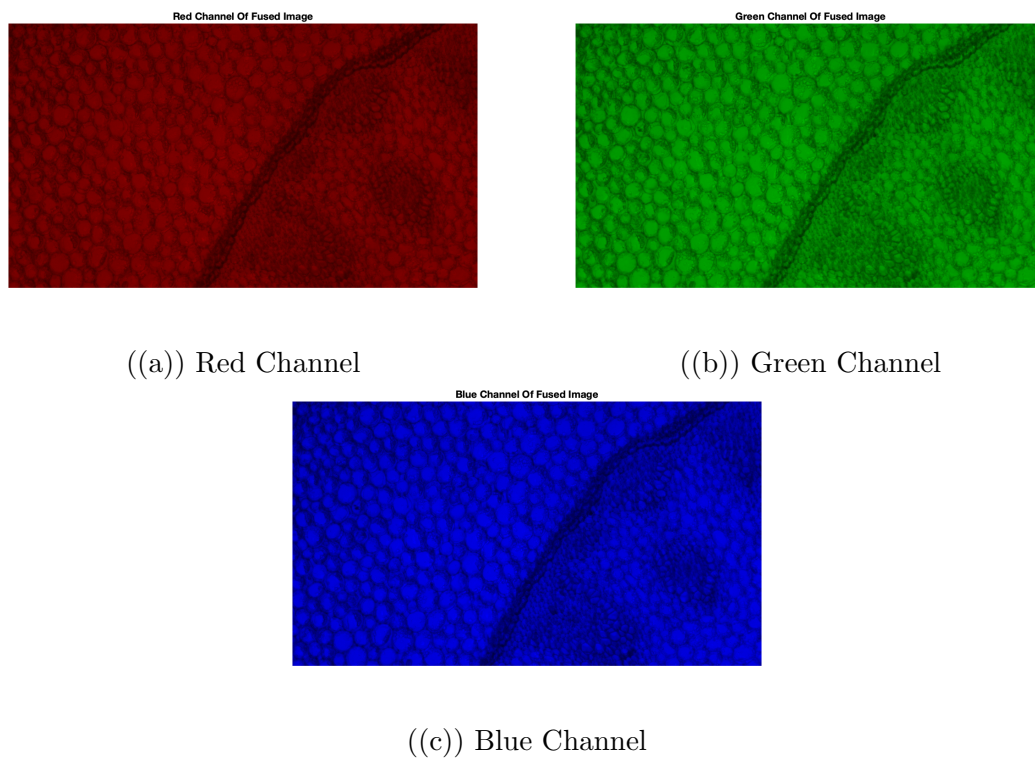 Red Channel Of Fused Image
Green Channel Of Fused Image
((a)) Red Channel
((b)) Green Channel
Blue Channel Of Fused Image
((c)) Blue Channel